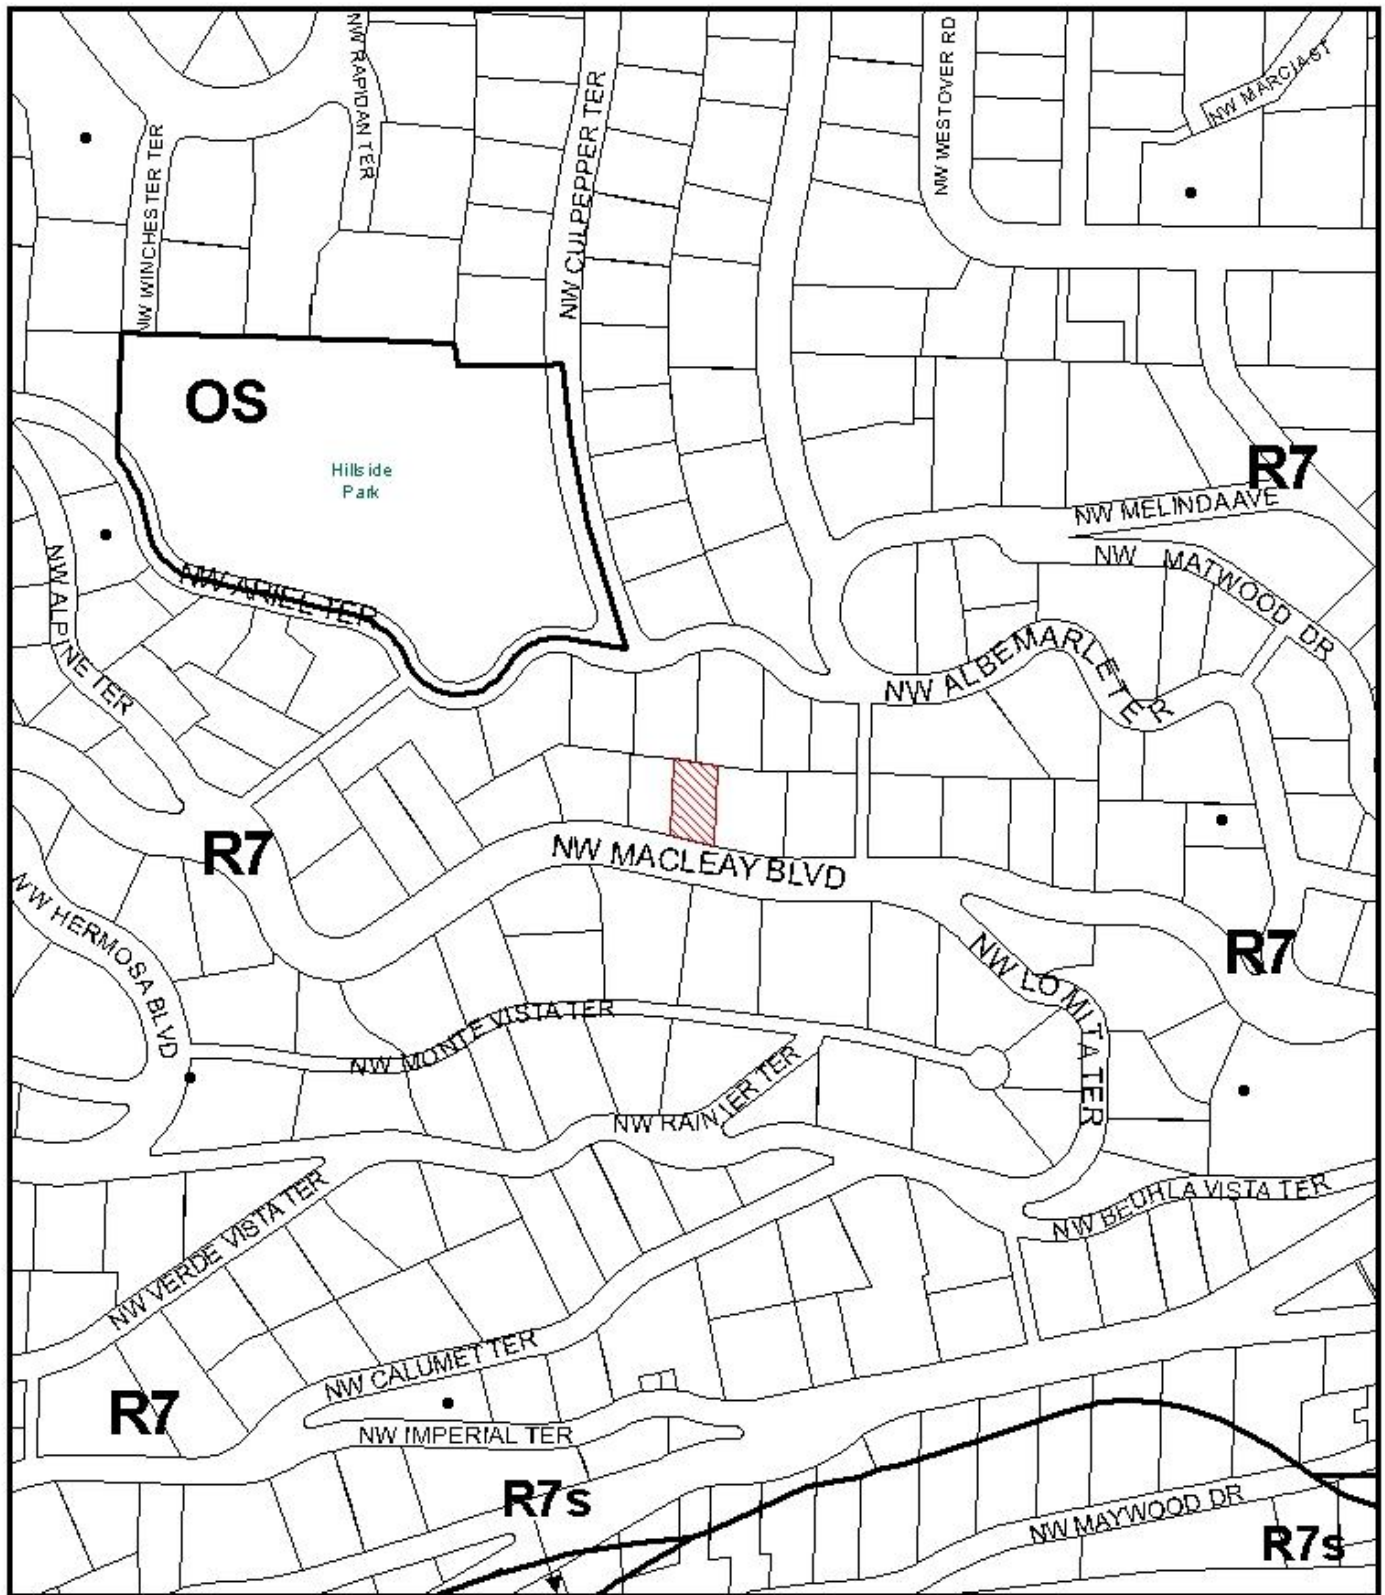 NW RAPIDAN TER
NW WESTOVER RD
NW MARCIA ST
NW CULPEPPER TER
NW WINCHESTER TER
OS
Hillside
Park
R7
NW MELINDA AVE
NW MATWOOD DR
NW ARIEL TER
NW ALPINE TER
NW ALBEMARLE TER
R7
NW MACLEAY BLVD
NW HERMOSA BLVD
R7
NW LOMITA TER
NW MONTE VISTA TER
NW RAINIER TER
NW BEUHLA VISTA TER
NW VERDE VISTA TER
NW CALUMET TER
R7
NW IMPERIAL TER
R7s
NW MAYWOOD DR
R7s